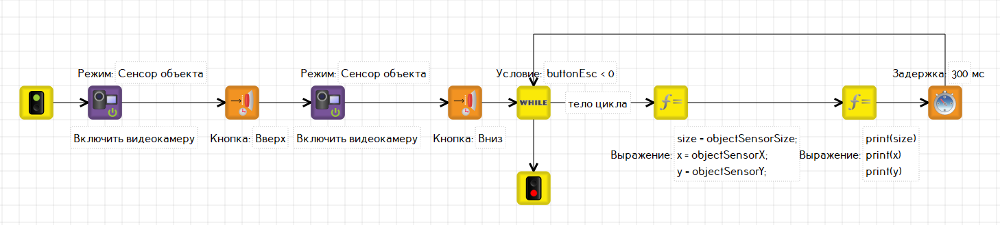 Режим: Сенсор объекта
Режим: Сенсор объекта
Условие: buttonEsc < 0
Задержка: 300 мс
WHILE
тело цикла
f=
f=
Включить видеокамеру
Кнопка: Вверх
Включить видеокамеру
Кнопка: Вниз
Выражение:
size = objectSensorSize;
x = objectSensorX;
y = objectSensorY;
Выражение:
print(size)
print(x)
print(y)